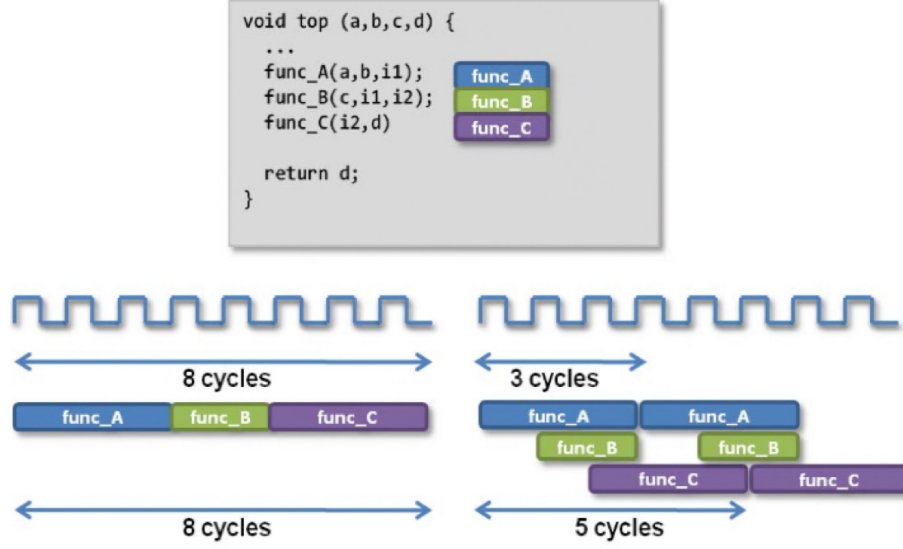 void top (a,b,c,d) {
...
func_A(a,b,i1);
func_A
func_B(c,i1,i2);
func_B
func_C(i2,d)
func_C
return d;
}
8 cycles
func_A
func_B
func_C
8 cycles
3 cycles
func_A
func_A
func_B
func_B
func_C
func_C
5 cycles